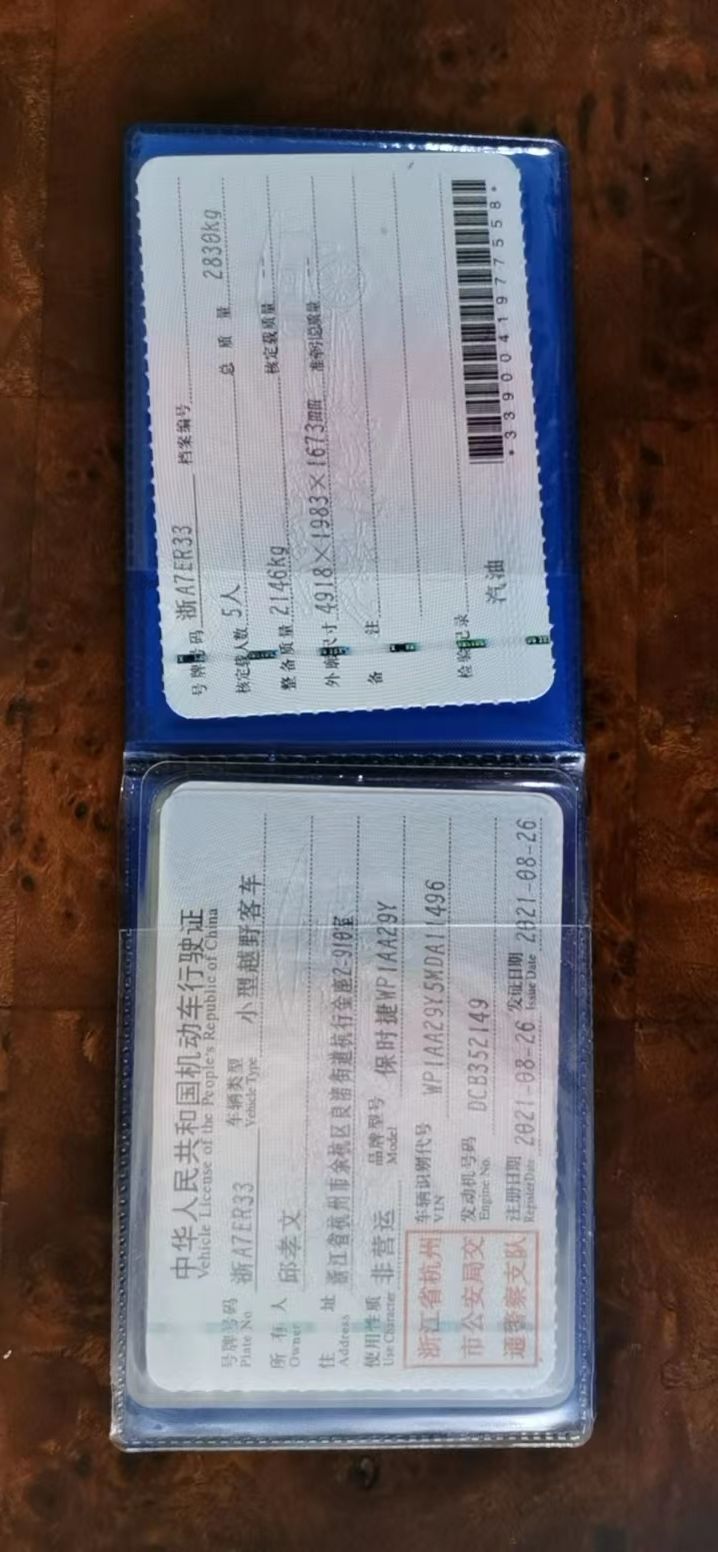 中华人民共和国机动车行驶证
Vehicle License of the People's Republic of China
号牌号码 浙A7ER33 车辆类型 小型越野客车
Plate No. Vehicle Type
所有人 邱孝文
Owner
住址 浙江省杭州市余杭区良渚街道杭行金座2-910室
Address
使用性质 非营运 品牌型号 保时捷WP1AA29Y
Use Character Model
浙江省杭州市公安局交通警察支队
车辆识别代号 WP1AA29Y5MDA11496
VIN
发动机号码 DCB352149
Engine No.
注册日期 2021-08-26 发证日期 2021-08-26
Register Date Issue Date
号牌号码 浙A7ER33 档案编号
核定载人数 5人 总质量 2830kg
整备质量 2146kg 核定载质量 --
外廓尺寸 4918×1983×1673mm 准牵引总质量 --
备注
检验记录
汽油
*3390041977558*